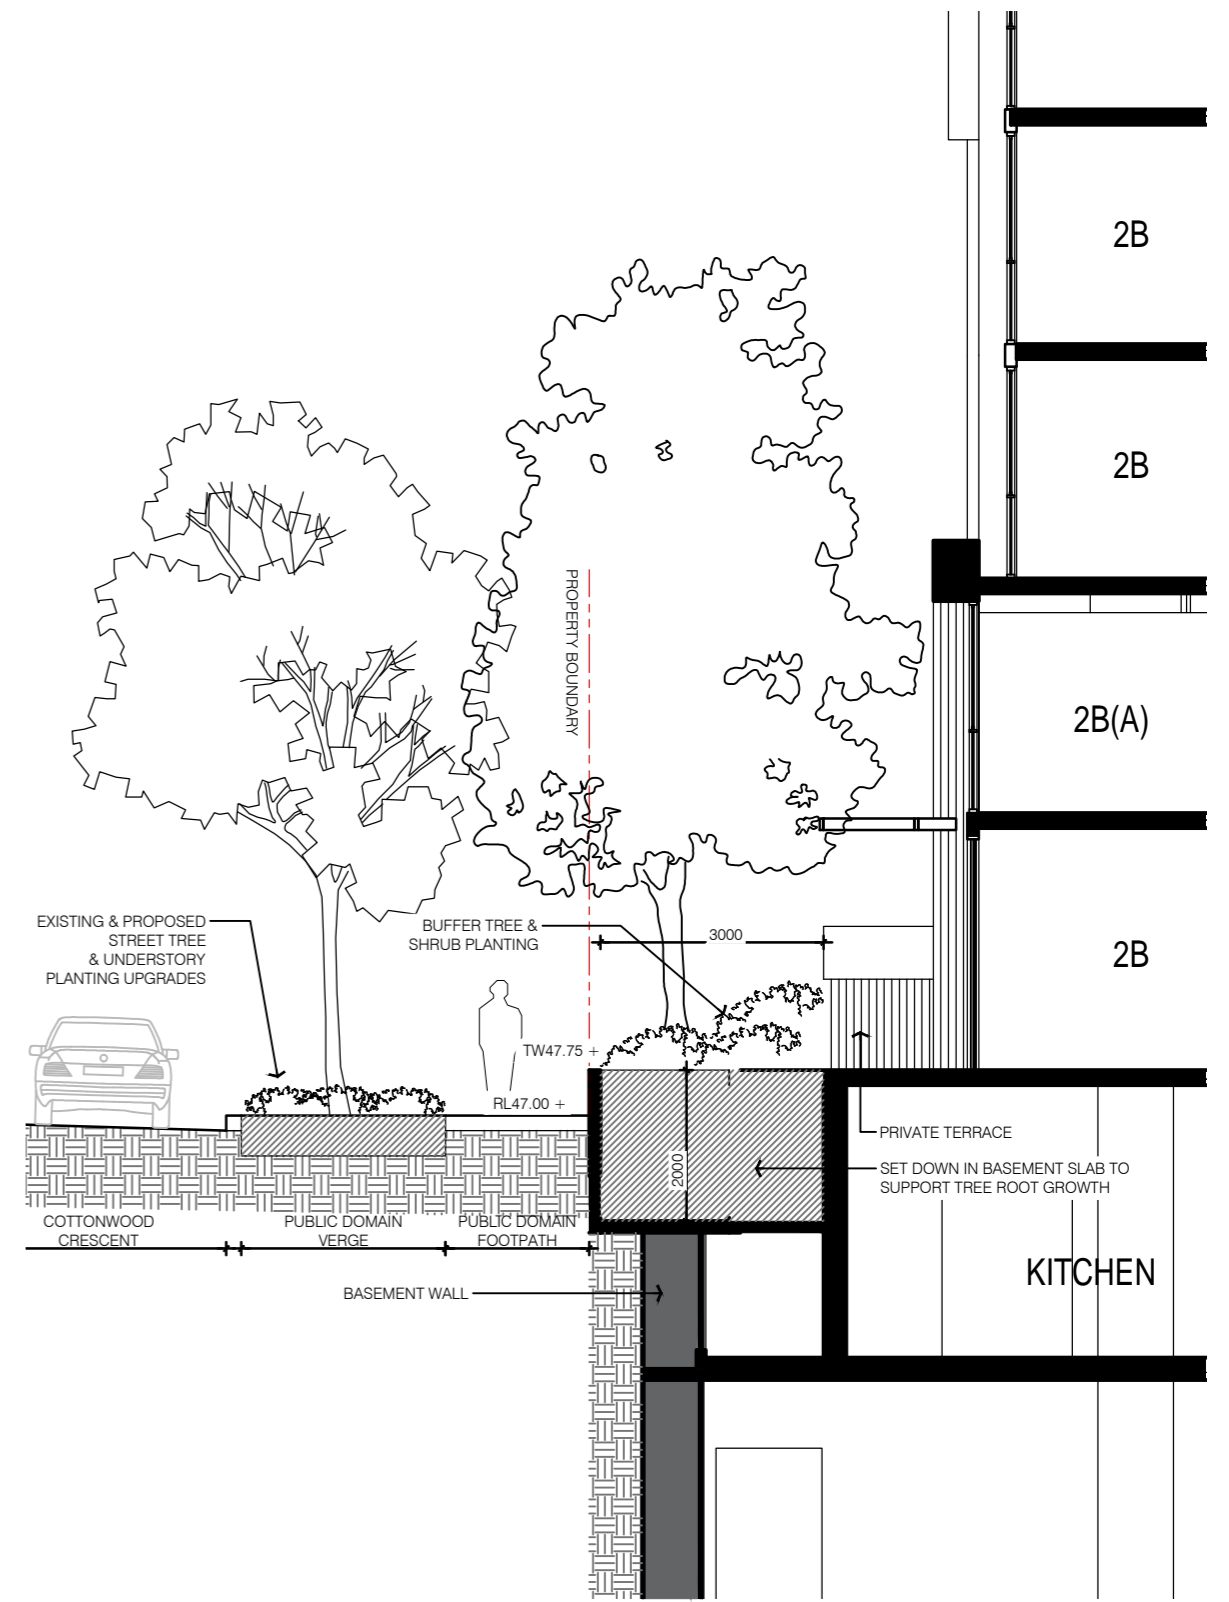 2B
2B
PROPERTY BOUNDARY
2B(A)
EXISTING & PROPOSED
STREET TREE
& UNDERSTORY
PLANTING UPGRADES
BUFFER TREE &
SHRUB PLANTING
3000
2B
TW47.75 +
RL47.00 +
PRIVATE TERRACE
2000
SET DOWN IN BASEMENT SLAB TO
SUPPORT TREE ROOT GROWTH
COTTONWOOD
CRESCENT
PUBLIC DOMAIN
VERGE
PUBLIC DOMAIN
FOOTPATH
KITCHEN
BASEMENT WALL